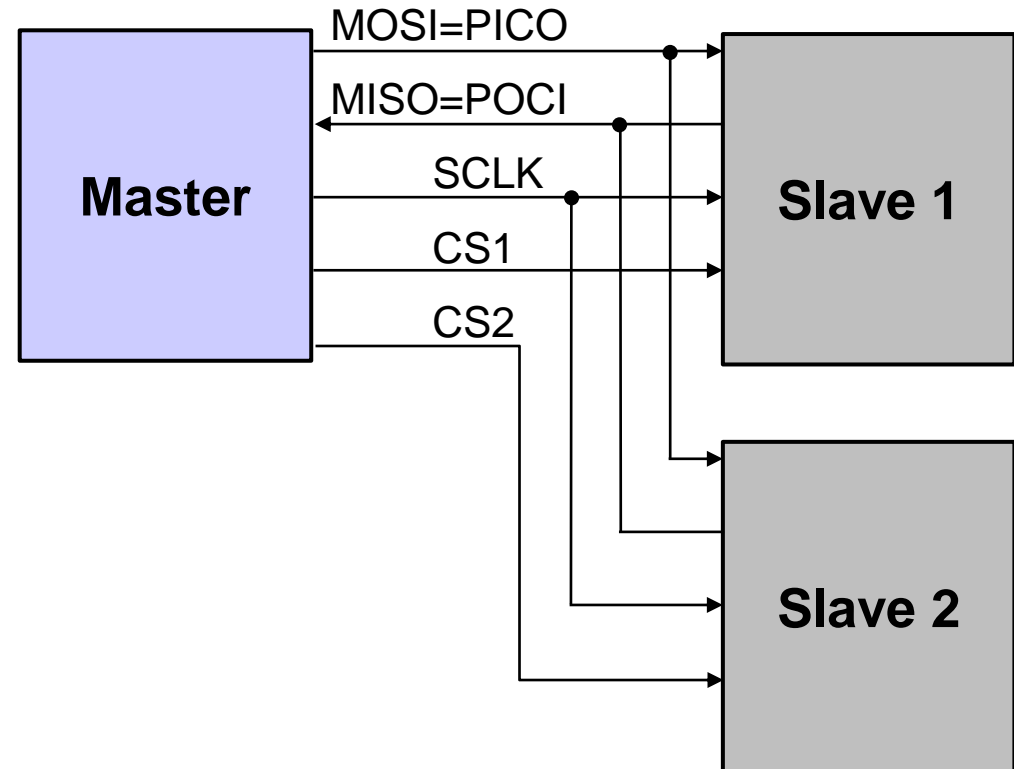 MOSI=PICO
MISO=POCI
SCLK
CS1
CS2
Master
Slave 1
Slave 2